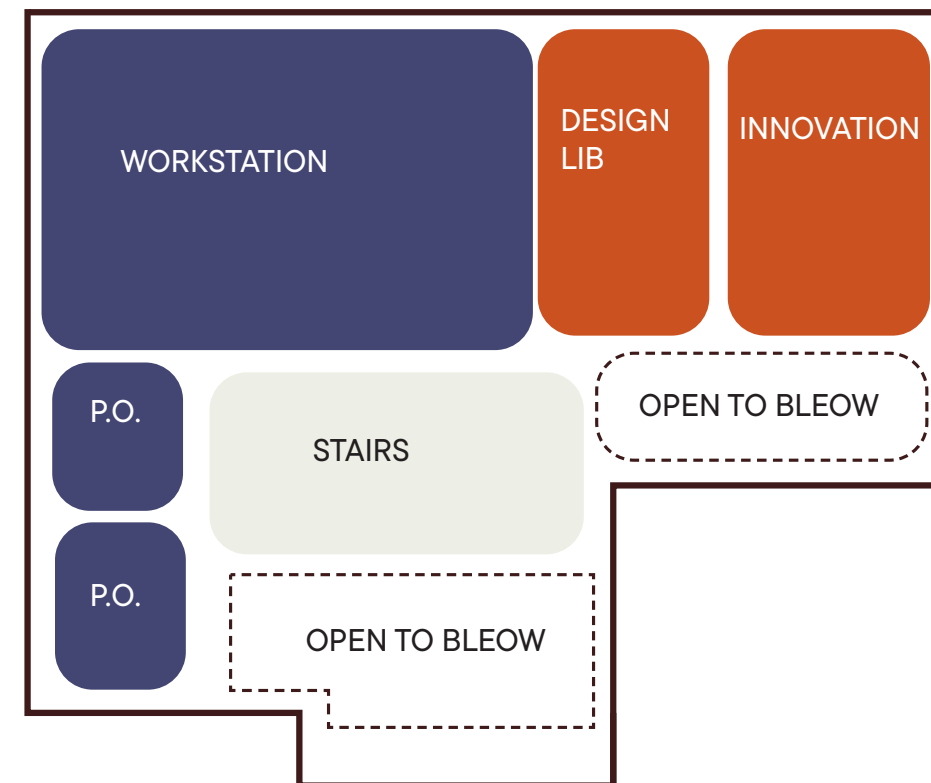 WORKSTATION
DESIGN
LIB
INNOVATION
P.O.
STAIRS
OPEN TO BLEOW
P.O.
OPEN TO BLEOW